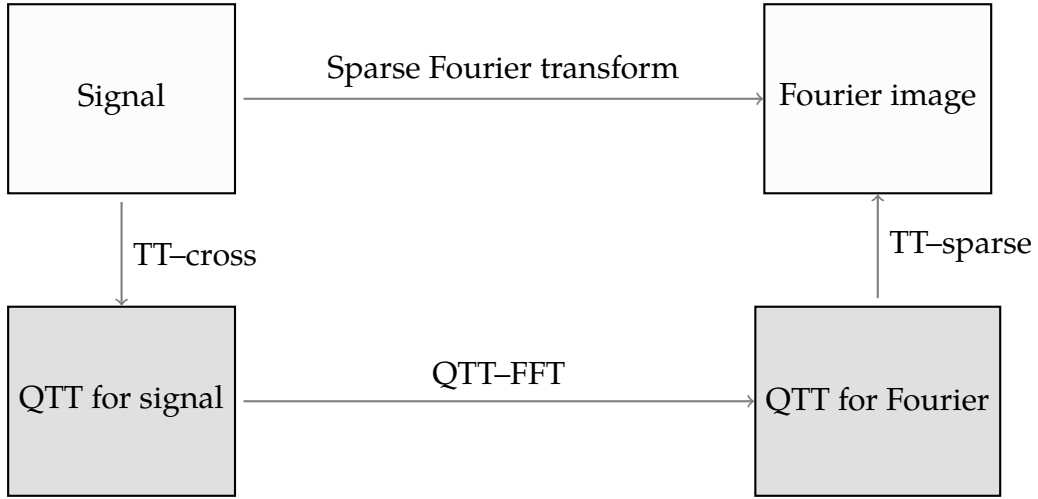 Sparse Fourier transform
Signal
Fourier image
TT–cross
TT–sparse
QTT–FFT
QTT for signal
QTT for Fourier